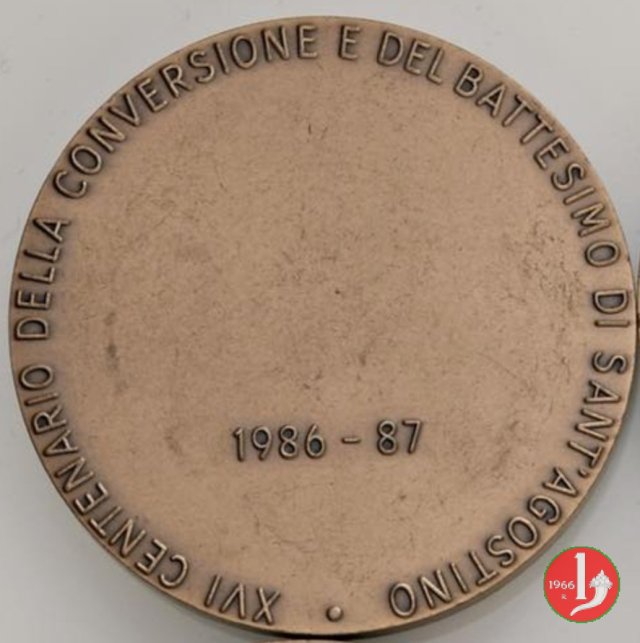 XVI CENTENARIO DELLA CONVERSIONE E DEL BATTESIMO DI SANT'AGOSTINO •
1986 - 87
1966
R.